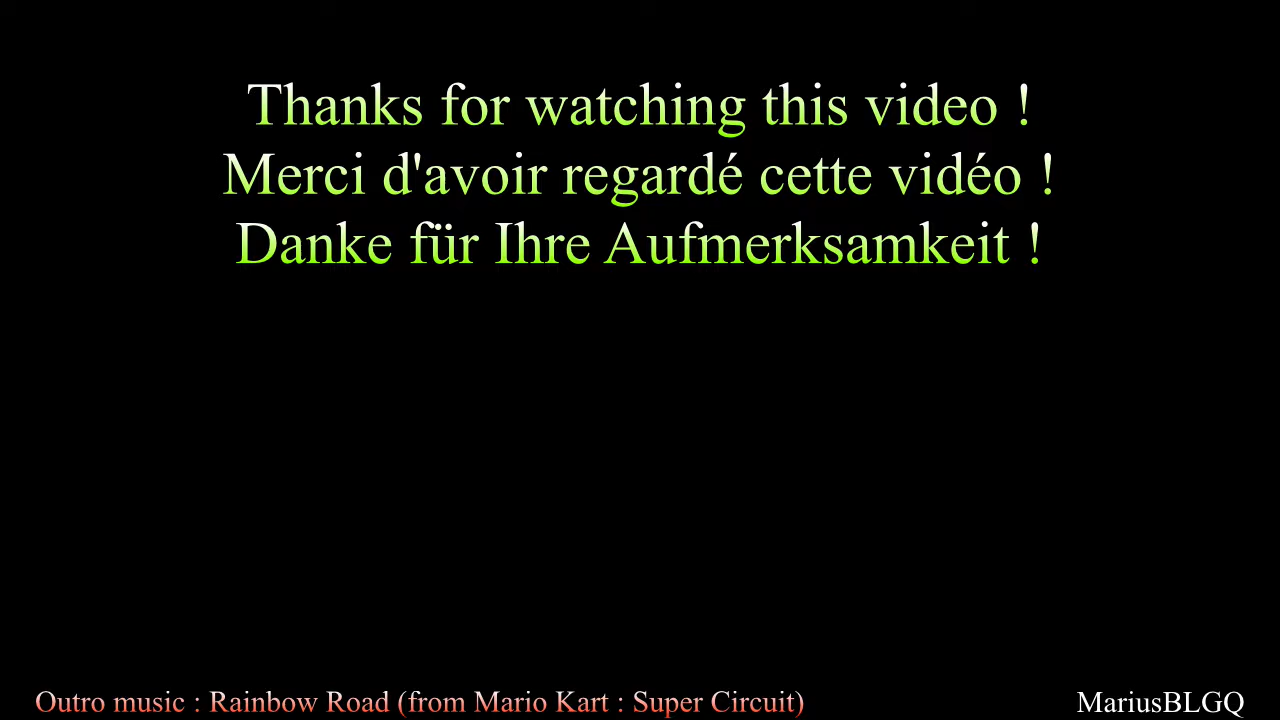 Thanks for watching this video !
Merci d'avoir regardé cette vidéo !
Danke für Ihre Aufmerksamkeit !
Outro music : Rainbow Road (from Mario Kart : Super Circuit)
MariusBLGQ